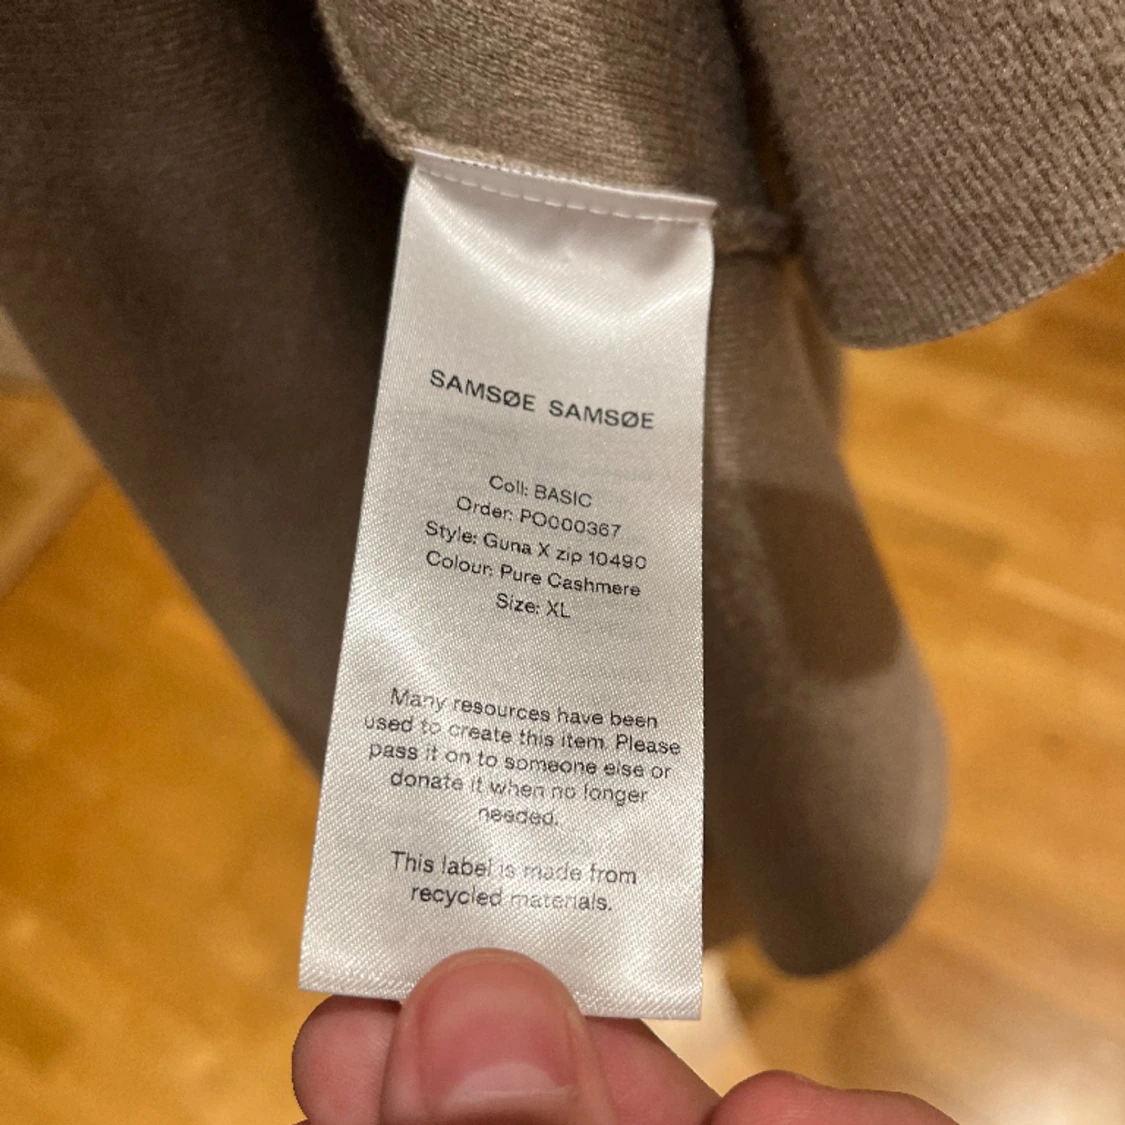 SAMSØE SAMSØE
Coll: BASIC
Order: PO000367
Style: Guna X zip 10490
Colour: Pure Cashmere
Size: XL
Many resources have been
used to create this item. Please
pass it on to someone else or
donate it when no longer
needed.
This label is made from
recycled materials.